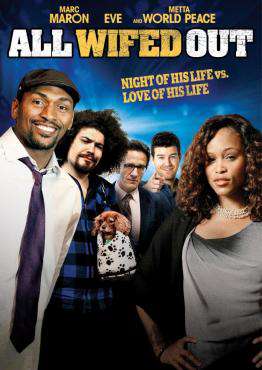 MARC MARON
EVE
METTA AND WORLD PEACE
ALL WIFED OUT
NIGHT OF HIS LIFE vs.
LOVE OF HIS LIFE